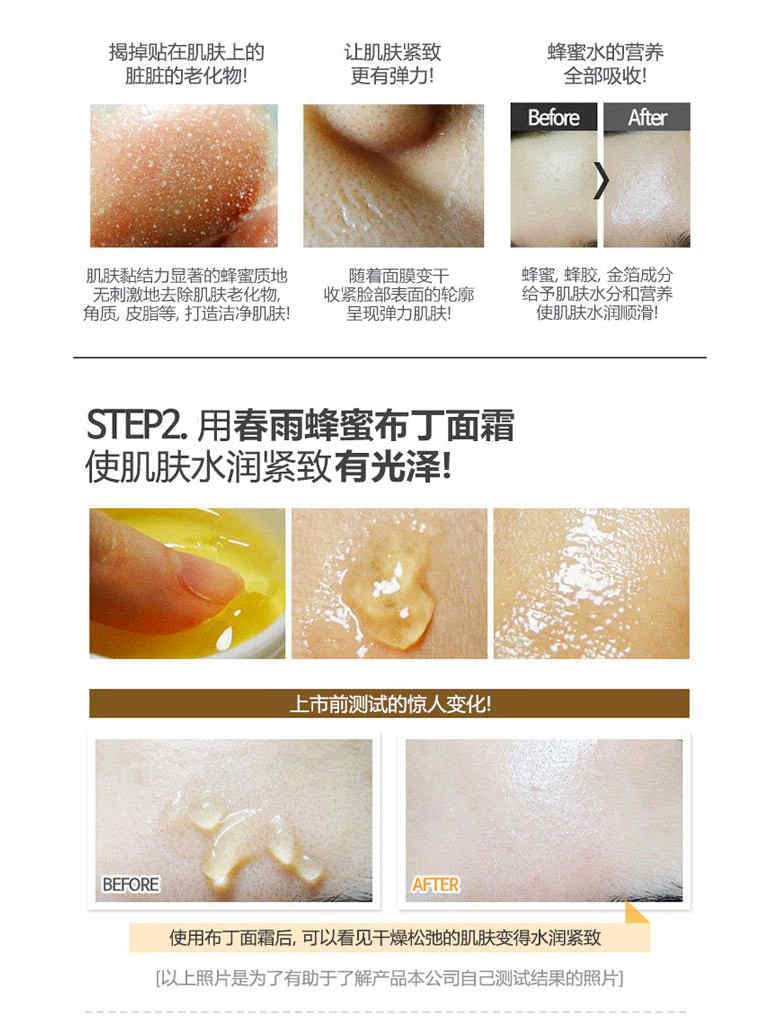 揭掉贴在肌肤上的
脏脏的老化物!
让肌肤紧致
更有弹力!
蜂蜜水的营养
全部吸收!
Before
After
肌肤黏结力显著的蜂蜜质地
无刺激地去除肌肤老化物,
角质, 皮脂等, 打造洁净肌肤!
随着面膜变干
收紧脸部表面的轮廓
呈现弹力肌肤!
蜂蜜, 蜂胶, 金箔成分
给予肌肤水分和营养
使肌肤水润顺滑!
STEP2. 用春雨蜂蜜布丁面霜
使肌肤水润紧致有光泽!
上市前测试的惊人变化!
BEFORE
AFTER
使用布丁面霜后, 可以看见干燥松弛的肌肤变得水润紧致
[以上照片是为了有助于了解产品本公司自己测试结果的照片]